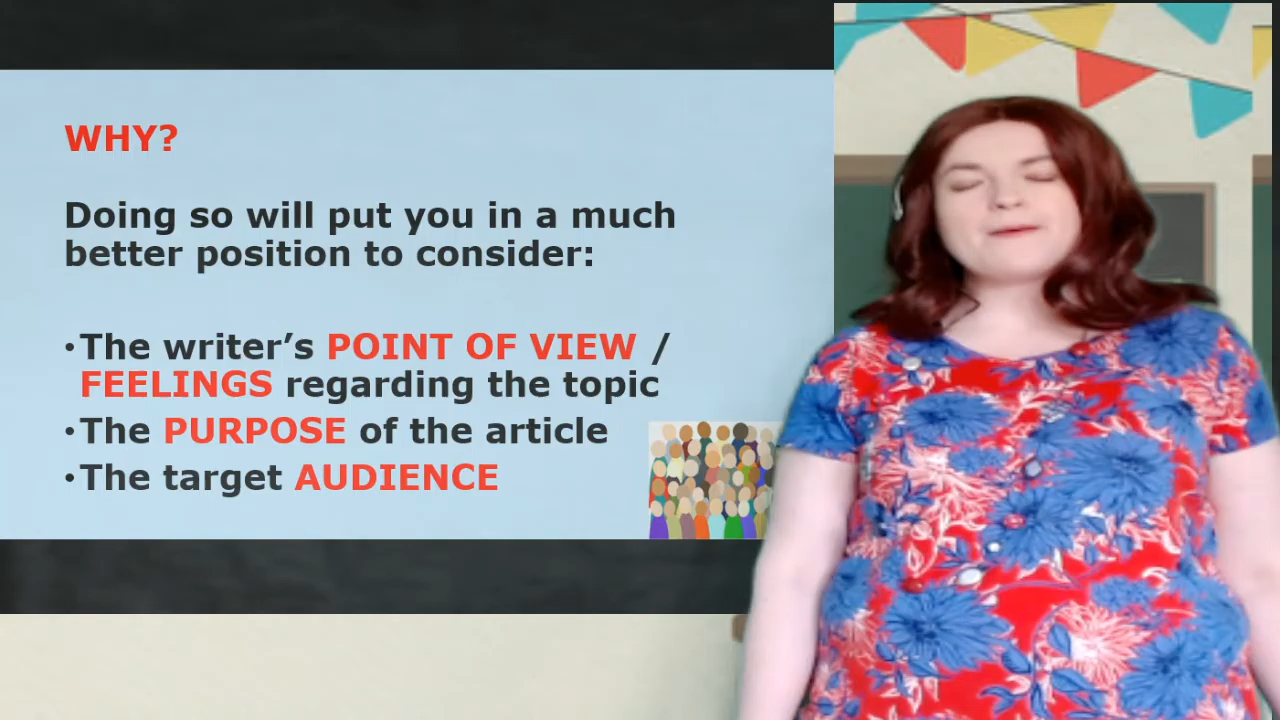 WHY?
Doing so will put you in a much
better position to consider:
•The writer’s POINT OF VIEW /
FEELINGS regarding the topic
•The PURPOSE of the article
•The target AUDIENCE